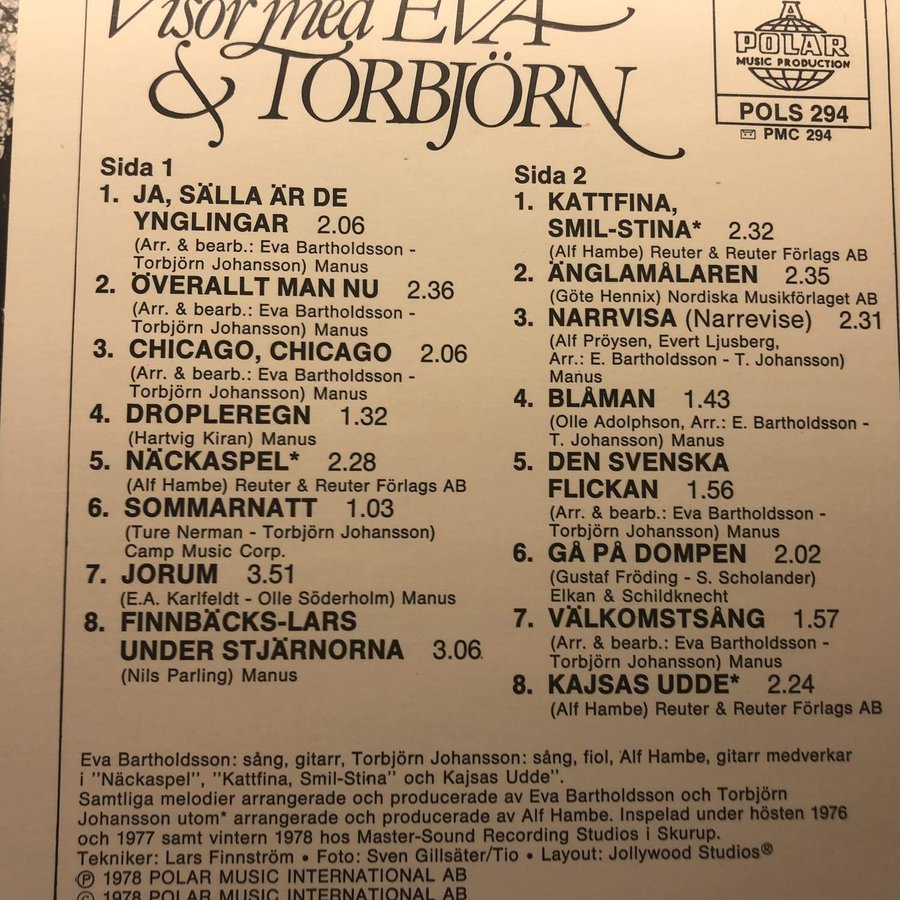 Visor med EVA
& TORBJÖRN
A
POLAR
MUSIC PRODUCTION
POLS 294
PMC 294
Sida 1
1. JA, SÄLLA ÄR DE
YNGLINGAR 2.06
(Arr. & bearb.: Eva Bartholdsson -
Torbjörn Johansson) Manus
2. ÖVERALLT MAN NU 2.36
(Arr. & bearb.: Eva Bartholdsson -
Torbjörn Johansson) Manus
3. CHICAGO, CHICAGO 2.06
(Arr. & bearb.: Eva Bartholdsson -
Torbjörn Johansson) Manus
4. DROPLEREGN 1.32
(Hartvig Kiran) Manus
5. NÄCKASPEL* 2.28
(Alf Hambe) Reuter & Reuter Förlags AB
6. SOMMARNATT 1.03
(Ture Nerman - Torbjörn Johansson)
Camp Music Corp.
7. JORUM 3.51
(E.A. Karlfeldt - Olle Söderholm) Manus
8. FINNBÄCKS-LARS
UNDER STJÄRNORNA 3.06
(Nils Parling) Manus
Sida 2
1. KATTFINA,
SMIL-STINA* 2.32
(Alf Hambe) Reuter & Reuter Förlags AB
2. ÄNGLAMÅLAREN 2.35
(Göte Hennix) Nordiska Musikförlaget AB
3. NARRVISA (Narrevise) 2.31
(Alf Pröysen, Evert Ljusberg,
Arr.: E. Bartholdsson - T. Johansson)
Manus
4. BLÅMAN 1.43
(Olle Adolphson, Arr.: E. Bartholdsson -
T. Johansson) Manus
5. DEN SVENSKA
FLICKAN 1.56
(Arr. & bearb.: Eva Bartholdsson -
Torbjörn Johansson) Manus
6. GÅ PÅ DOMPEN 2.02
(Gustaf Fröding - S. Scholander)
Elkan & Schildknecht
7. VÄLKOMSTSÅNG 1.57
(Arr. & bearb.: Eva Bartholdsson -
Torbjörn Johansson) Manus
8. KAJSAS UDDE* 2.24
(Alf Hambe) Reuter & Reuter Förlags AB
Eva Bartholdsson: sång, gitarr, Torbjörn Johansson: sång, fiol, Alf Hambe, gitarr medverkar
i "Näckaspel", "Kattfina, Smil-Stina" och Kajsas Udde".
Samtliga melodier arrangerade och producerade av Eva Bartholdsson och Torbjörn
Johansson utom* arrangerade och producerade av Alf Hambe. Inspelad under hösten 1976
och 1977 samt vintern 1978 hos Master-Sound Recording Studios i Skurup.
Tekniker: Lars Finnström • Foto: Sven Gillsäter/Tio • Layout: Jollywood Studios®
℗ 1978 POLAR MUSIC INTERNATIONAL AB
© 1978 POLAR MUSIC INTERNATIONAL AB